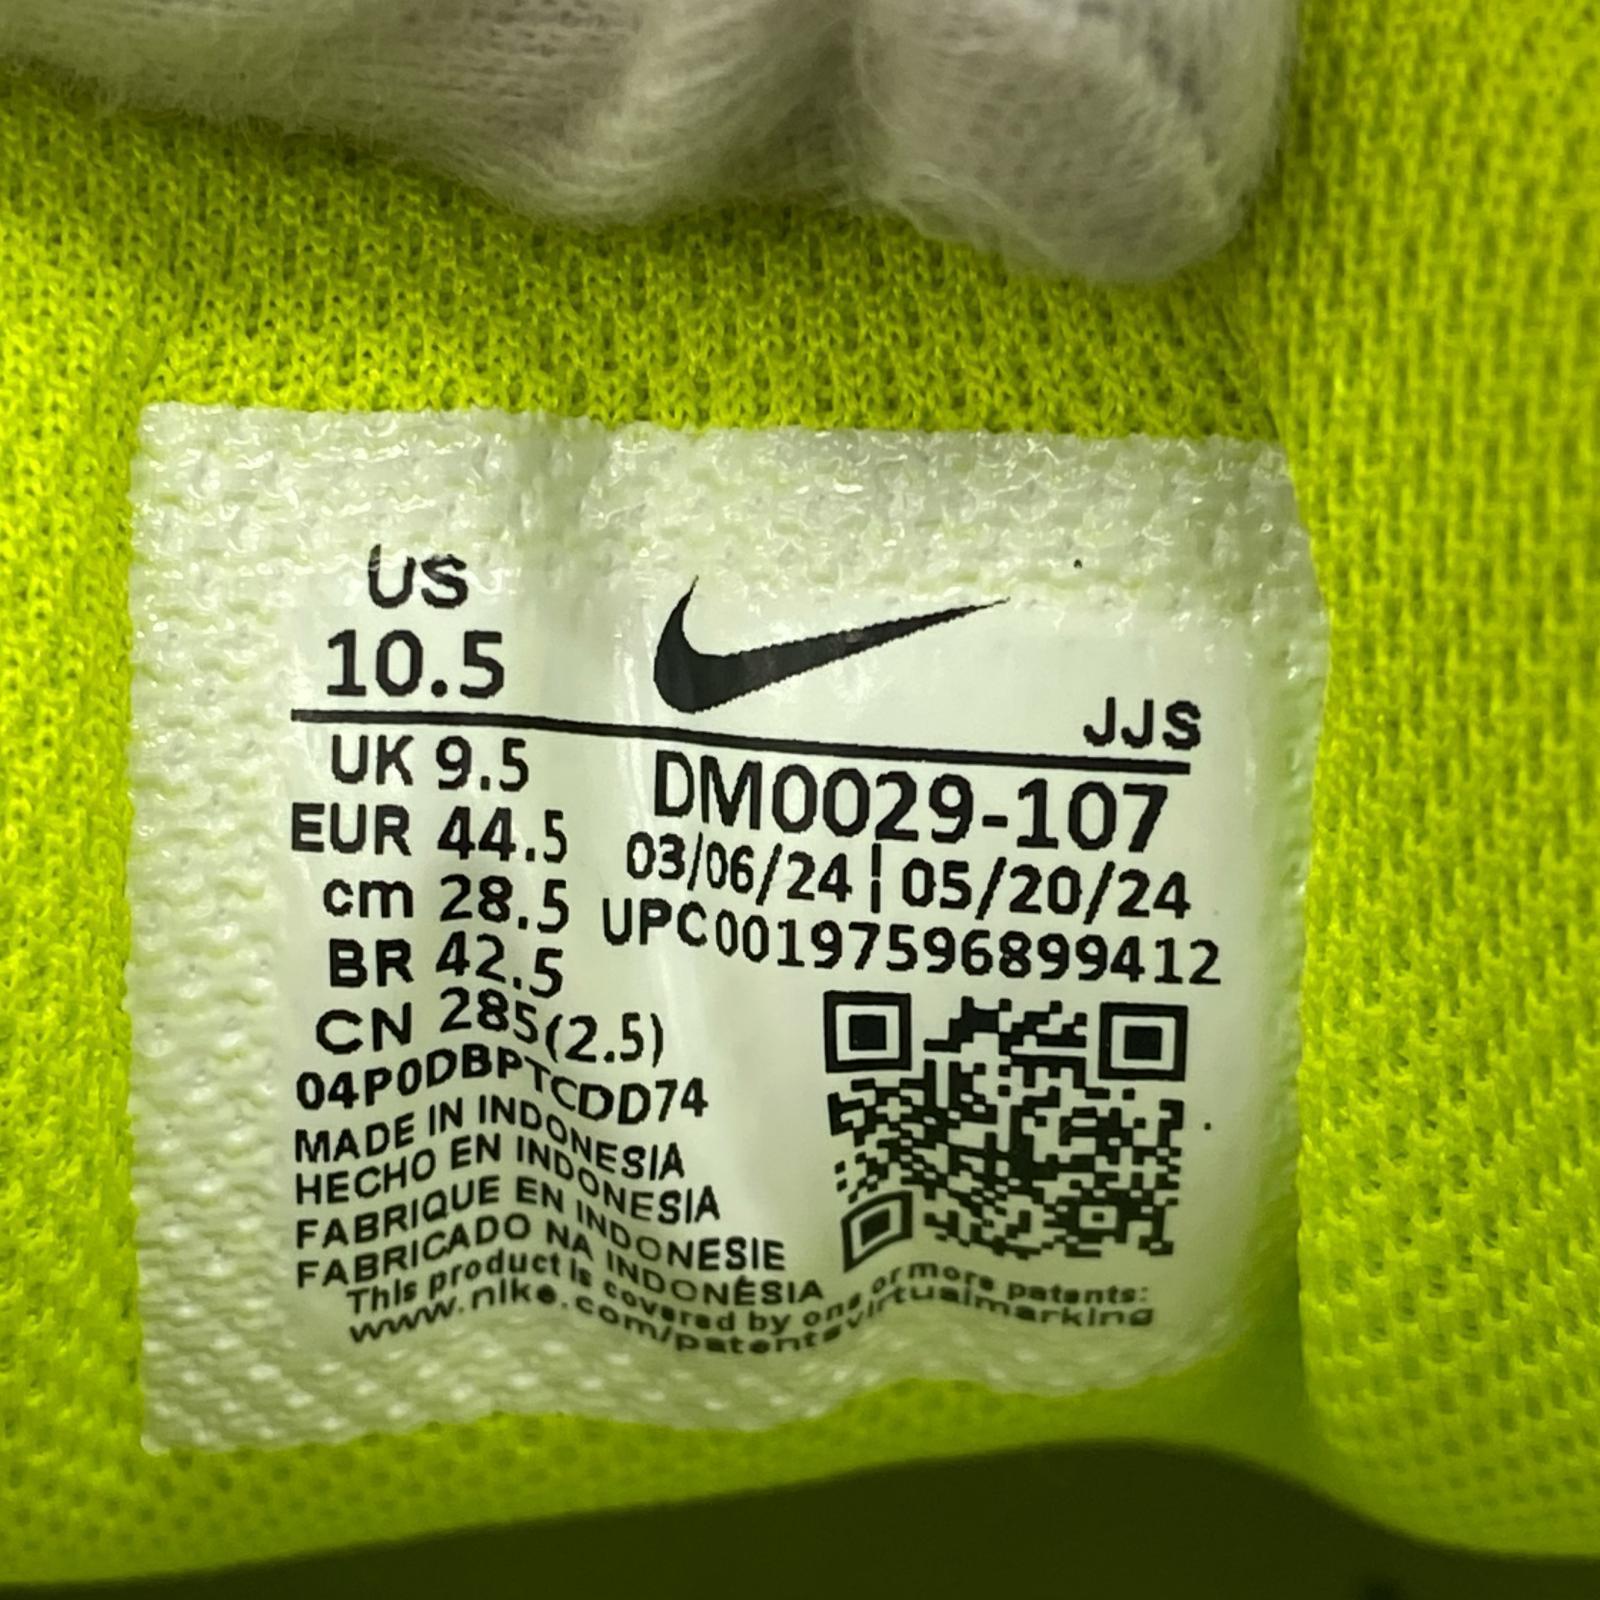 US
10.5
JJS
UK 9.5
EUR 44.5
cm 28.5
BR 42.5
CN 285(2.5)
DM0029-107
03/06/24 ¦ 05/20/24
UPC00197596899412
04P0DBPTCDD74
MADE IN INDONESIA
HECHO EN INDONESIA
FABRIQUE EN INDONESIE
FABRICADO NA INDONÉSIA
This product is covered by one or more patents:
www.nike.com/patentsvirtualmarking